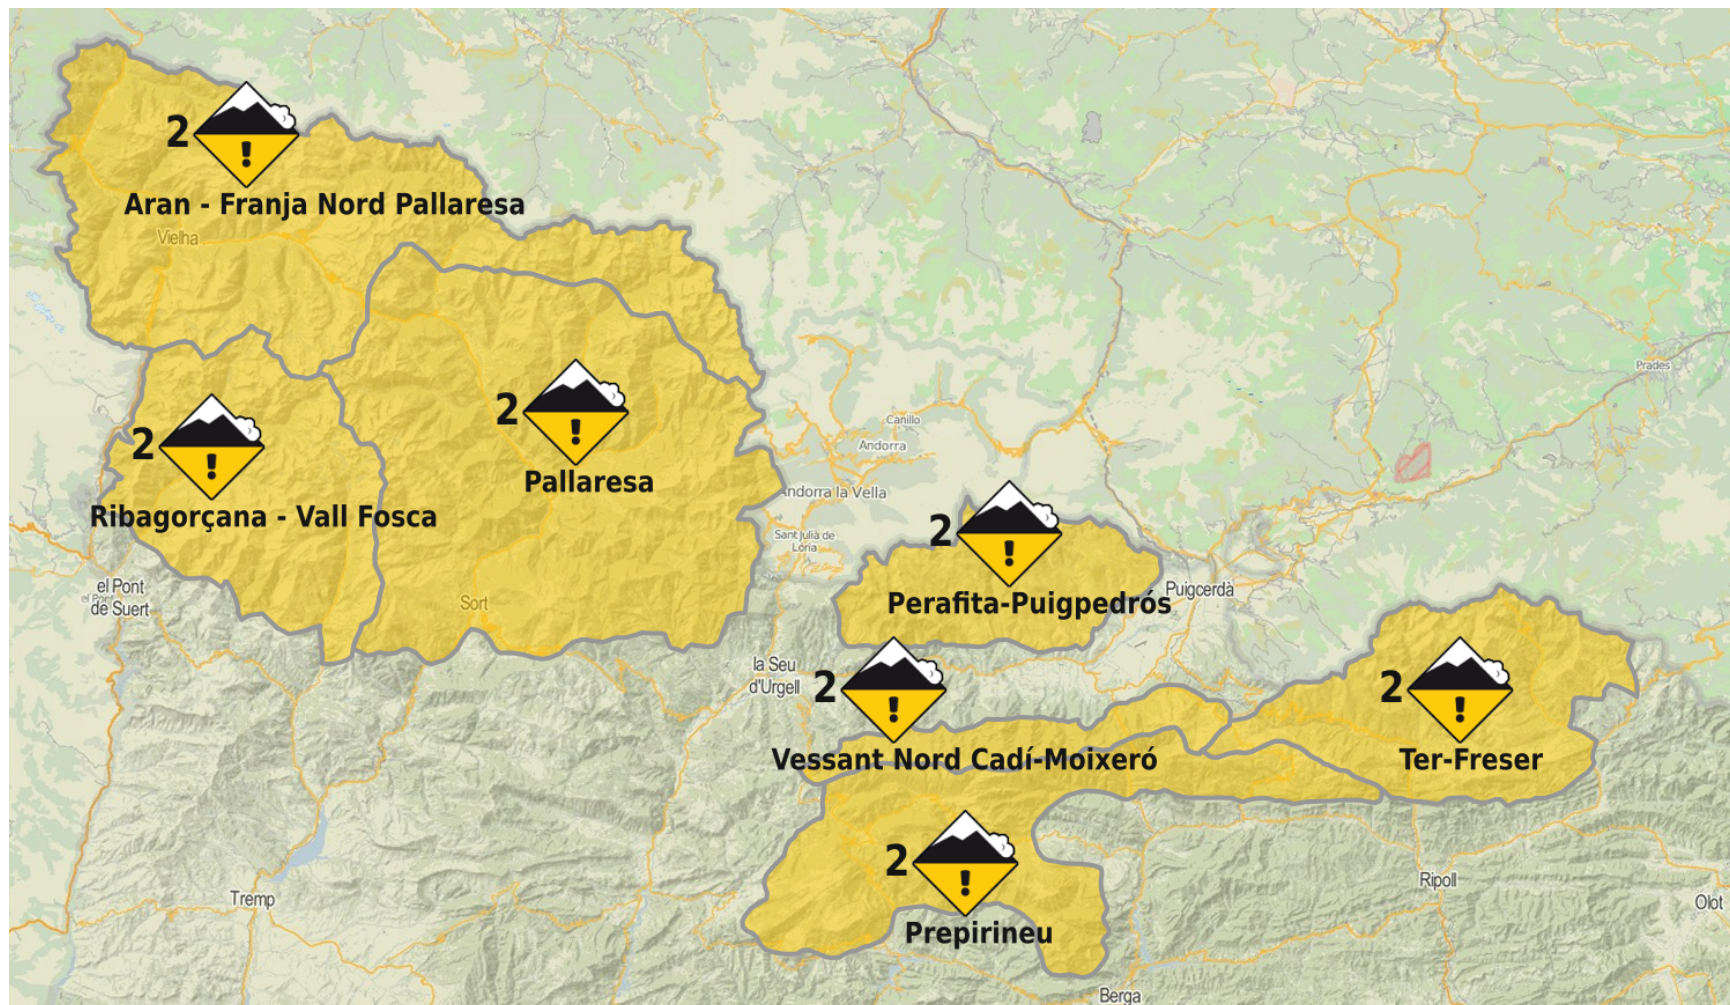 2
Aran - Franja Nord Pallaresa
Vielha
2
Pallaresa
2
Ribagorçana - Vall Fosca
Canillo
Andorra
Andorra la Vella
Sant Julià de
Lòria
Prades
2
Perafita-Puigpedrós
Puigcerdà
el Pont
de Suert
Sort
la Seu
d'Urgell
2
Vessant Nord Cadí-Moixeró
2
Ter-Freser
2
Prepirineu
Tremp
Ripoll
Olot
Berga